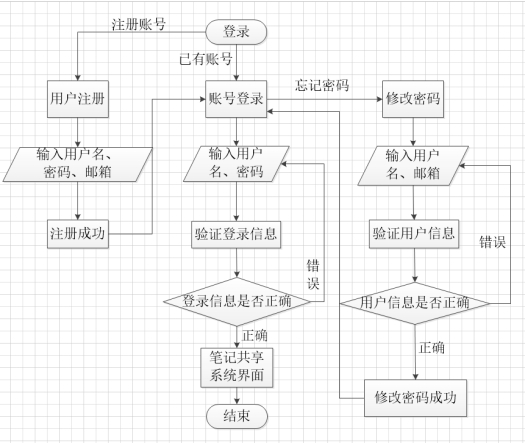 注册账号
登录
已有账号
用户注册
账号登录
忘记密码
修改密码
输入用户名、
密码、邮箱
输入用户
名、密码
输入用户
名、邮箱
注册成功
验证登录信息
验证用户信息
错
误
错误
登录信息是否正确
用户信息是否正确
正确
正确
笔记共享
系统界面
修改密码成功
结束